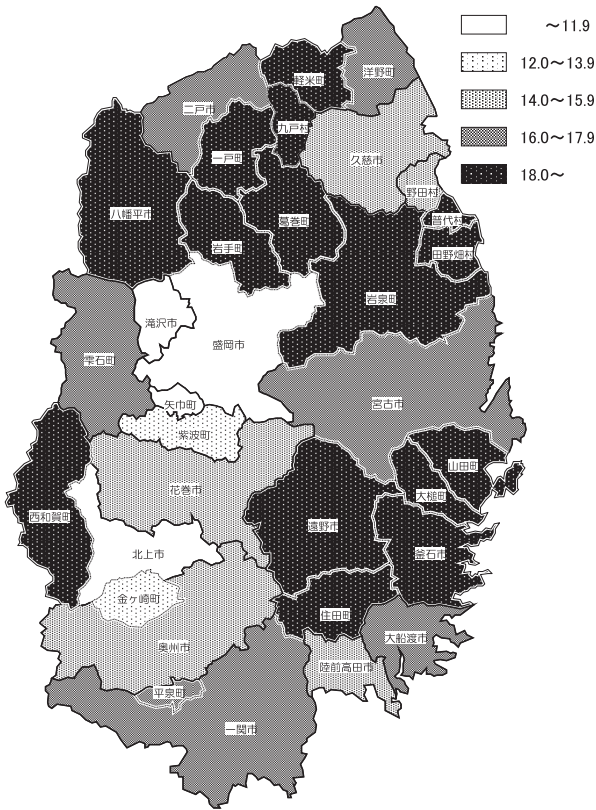 ～11.9
12.0～13.9
14.0～15.9
16.0～17.9
18.0～
洋野町
軽米町
二戸市
九戸村
一戸町
久慈市
野田村
八幡平市
普代村
葛巻町
岩手町
田野畑村
岩泉町
滝沢市
盛岡市
雫石町
矢巾町
宮古市
紫波町
山田町
花巻市
大槌町
西和賀町
遠野市
北上市
釜石市
金ヶ崎町
住田町
大船渡市
奥州市
陸前高田市
平泉町
一関市